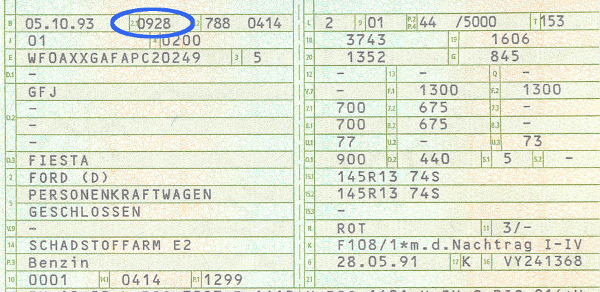 B 05.10.93 2.1 0928 2.2 788 0414
J 01 4 0200
E WFOAXXGAFAPC20249 3 5
D.1 -
GFJ
-
D.2 -
-
D.3 FIESTA
2 FORD (D)
PERSONENKRAFTWAGEN
5 GESCHLOSSEN
V.9 -
14 SCHADSTOFFARM E2
P.3 Benzin
10 0001 14.1 0414 P.1 1299
L 2 9 01 P.2 P.4 44 /5000 T 153
18 3743 19 1606
20 1352 G 845
12 - 13 - Q -
V.7 - F.1 1300 F.2 1300
7.1 700 7.2 675 7.3 -
8.1 700 8.2 675 8.3 -
U.1 77 U.2 - U.3 73
O.1 900 O.2 440 S.1 5 S.2 -
15.1 145R13 74S
15.2 145R13 74S
15.3 -
R ROT 11 3/-
K F108/1*m.d.Nachtrag I-IV
6 28.05.91 17 K 16 VY241368
21